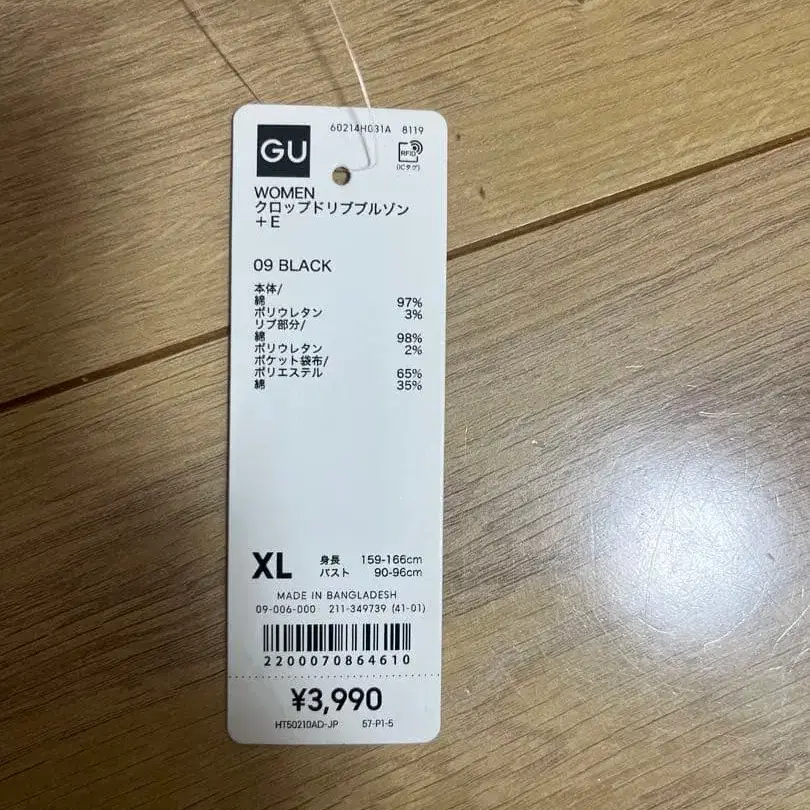 60214H031A 8119
GU
RFID
(ICタグ)
WOMEN
クロップドリブブルゾン
+E
09 BLACK
本体/
綿 97%
ポリウレタン 3%
リブ部分/
綿 98%
ポリウレタン 2%
ポケット袋布/
ポリエステル 65%
綿 35%
XL 身長 159-166cm
バスト 90-96cm
MADE IN BANGLADESH
09-006-000 211-349739 (41-01)
2200070864610
¥3,990
HT50210AD-JP 57-P1-5